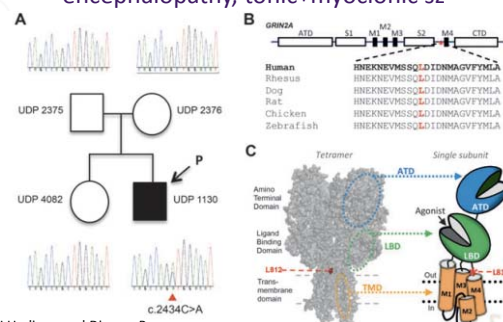 encephalopathy, tonic+myoclonic sz
A
UDP 2375
UDP 2376
P
UDP 4082
UDP 1130
c.2434C>A
B
GRIN2A
ATD
S1
M1
M2
M3
S2
M4
CTD
Human HNEKNEVMSSQLDIDNMAGVFYMLA
Rhesus HNEKNEVMSSQLDIDNMAGVFYMLA
Dog HNEKNEVMSSQLDIDNMAGVFYMLA
Rat HNEKNEVMSSQLDIDNMAGVFYMLA
Chicken HNEKNEVMSSQLDIDNMAGVFYMLA
Zebrafish HNEKNEVMSSQLDIDNMAGVFYMLA
C
Tetramer
Single subunit
Amino
Terminal
Domain
ATD
ATD
Agonist
Ligand
Binding
Domain
LBD
LBD
L812
Trans-
membrane
domain
TMD
Out
In
M1
M2
M3
M4